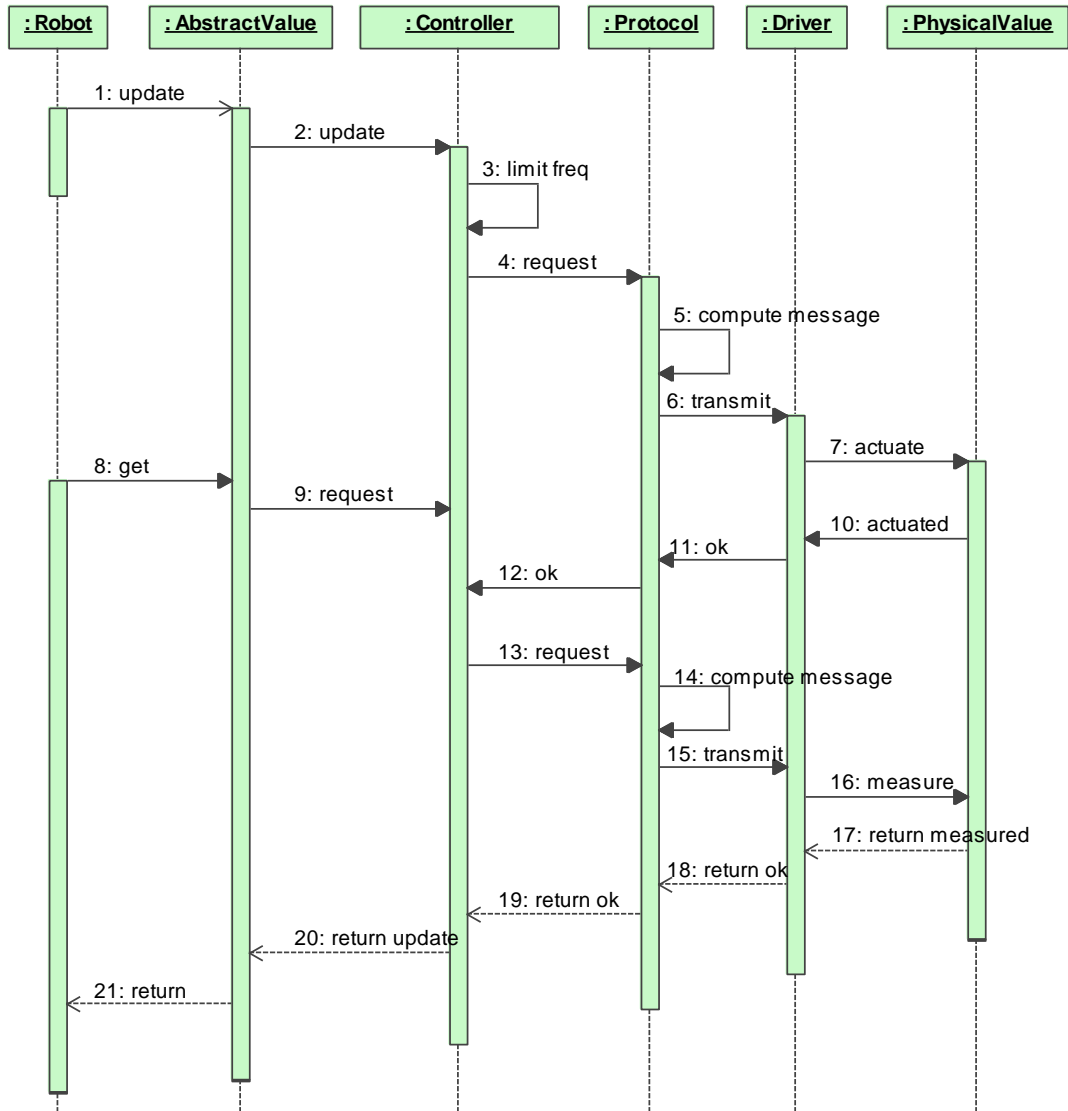 : Robot
: AbstractValue
: Controller
: Protocol
: Driver
: PhysicalValue
1: update
2: update
3: limit freq
4: request
5: compute message
6: transmit
7: actuate
8: get
9: request
10: actuated
11: ok
12: ok
13: request
14: compute message
15: transmit
16: measure
17: return measured
18: return ok
19: return ok
20: return update
21: return